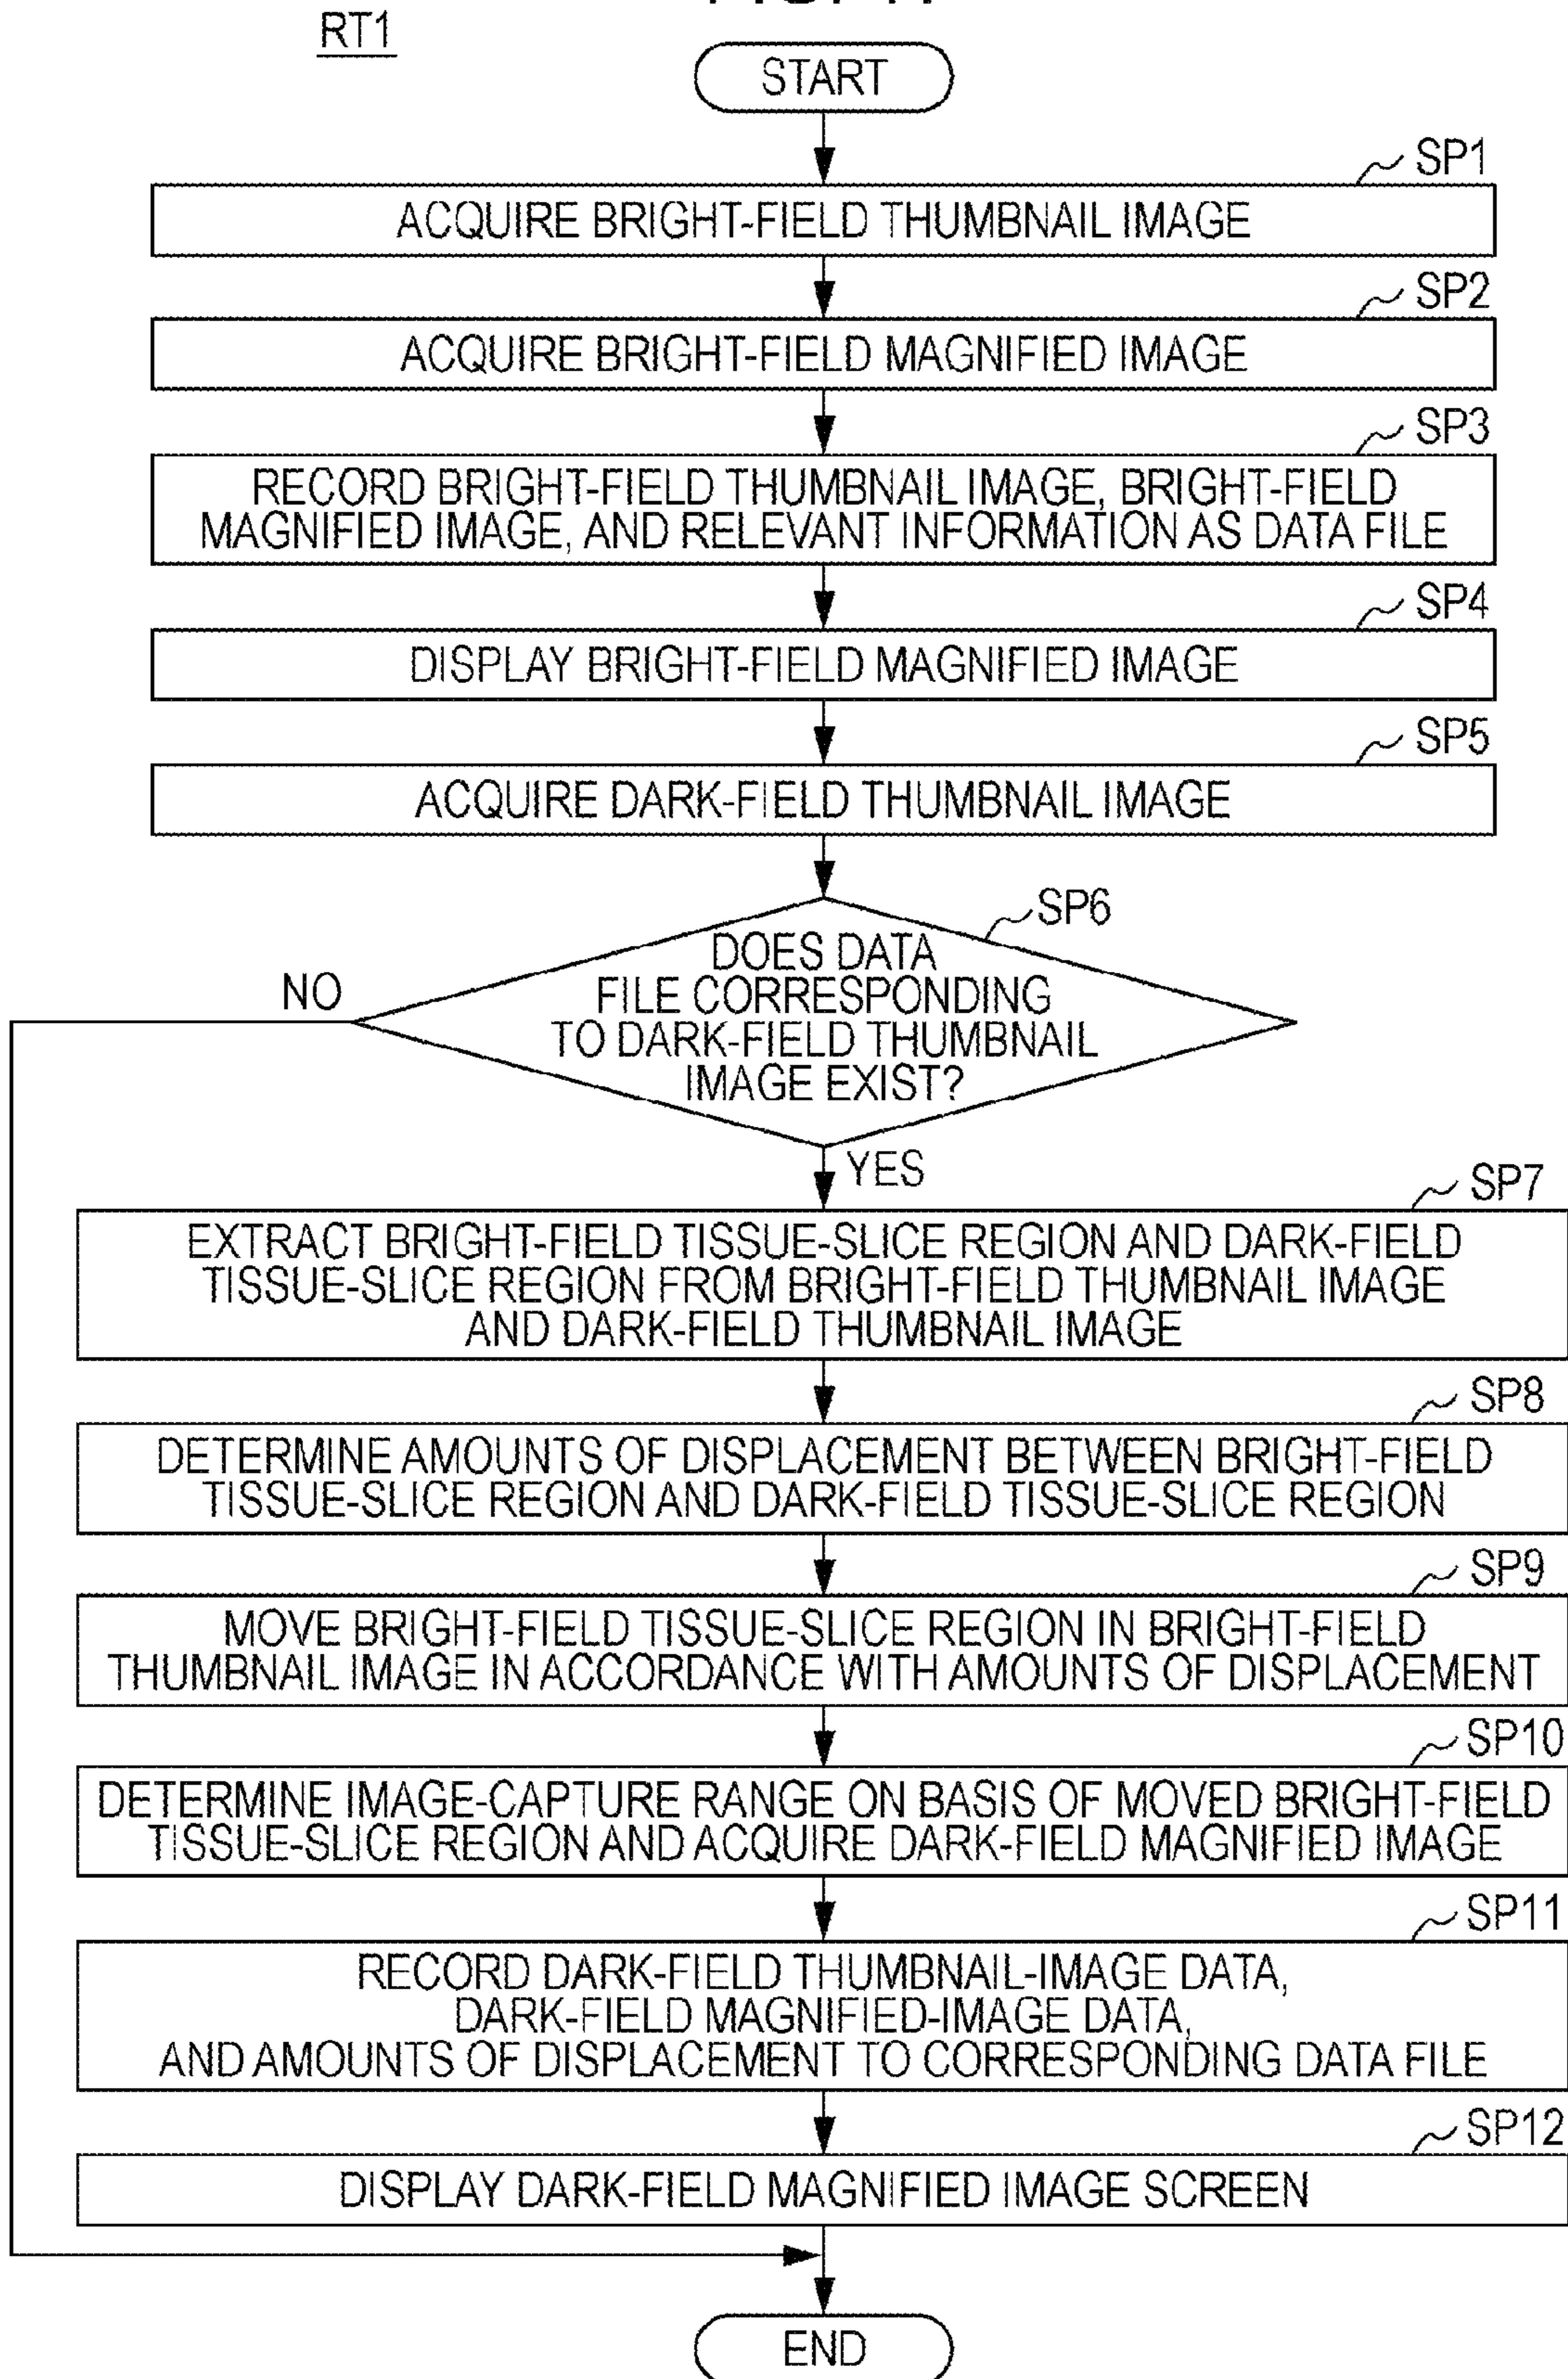 RT1
START
SP1
ACQUIRE BRIGHT-FIELD THUMBNAIL IMAGE
SP2
ACQUIRE BRIGHT-FIELD MAGNIFIED IMAGE
SP3
RECORD BRIGHT-FIELD THUMBNAIL IMAGE, BRIGHT-FIELD
MAGNIFIED IMAGE, AND RELEVANT INFORMATION AS DATA FILE
SP4
DISPLAY BRIGHT-FIELD MAGNIFIED IMAGE
SP5
ACQUIRE DARK-FIELD THUMBNAIL IMAGE
SP6
DOES DATA
FILE CORRESPONDING
TO DARK-FIELD THUMBNAIL
IMAGE EXIST?
NO
YES
SP7
EXTRACT BRIGHT-FIELD TISSUE-SLICE REGION AND DARK-FIELD
TISSUE-SLICE REGION FROM BRIGHT-FIELD THUMBNAIL IMAGE
AND DARK-FIELD THUMBNAIL IMAGE
SP8
DETERMINE AMOUNTS OF DISPLACEMENT BETWEEN BRIGHT-FIELD
TISSUE-SLICE REGION AND DARK-FIELD TISSUE-SLICE REGION
SP9
MOVE BRIGHT-FIELD TISSUE-SLICE REGION IN BRIGHT-FIELD
THUMBNAIL IMAGE IN ACCORDANCE WITH AMOUNTS OF DISPLACEMENT
SP10
DETERMINE IMAGE-CAPTURE RANGE ON BASIS OF MOVED BRIGHT-FIELD
TISSUE-SLICE REGION AND ACQUIRE DARK-FIELD MAGNIFIED IMAGE
SP11
RECORD DARK-FIELD THUMBNAIL-IMAGE DATA,
DARK-FIELD MAGNIFIED-IMAGE DATA,
AND AMOUNTS OF DISPLACEMENT TO CORRESPONDING DATA FILE
SP12
DISPLAY DARK-FIELD MAGNIFIED IMAGE SCREEN
END